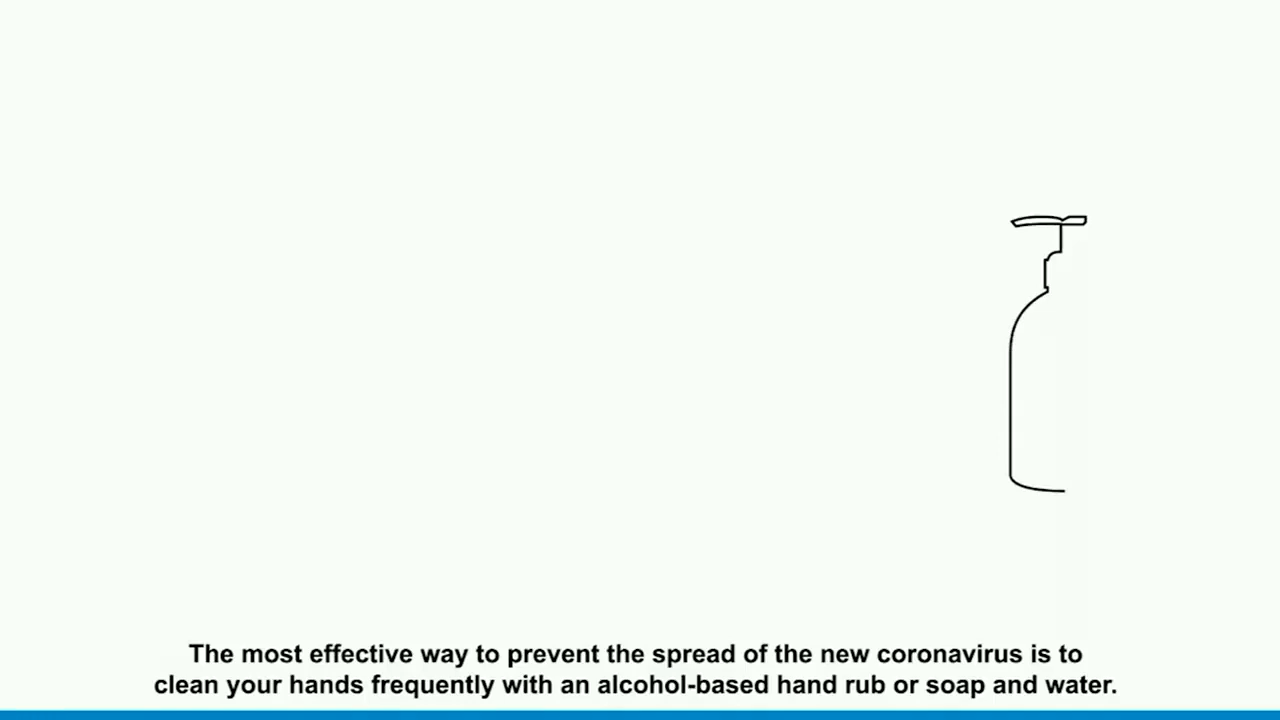 The most effective way to prevent the spread of the new coronavirus is to
clean your hands frequently with an alcohol-based hand rub or soap and water.